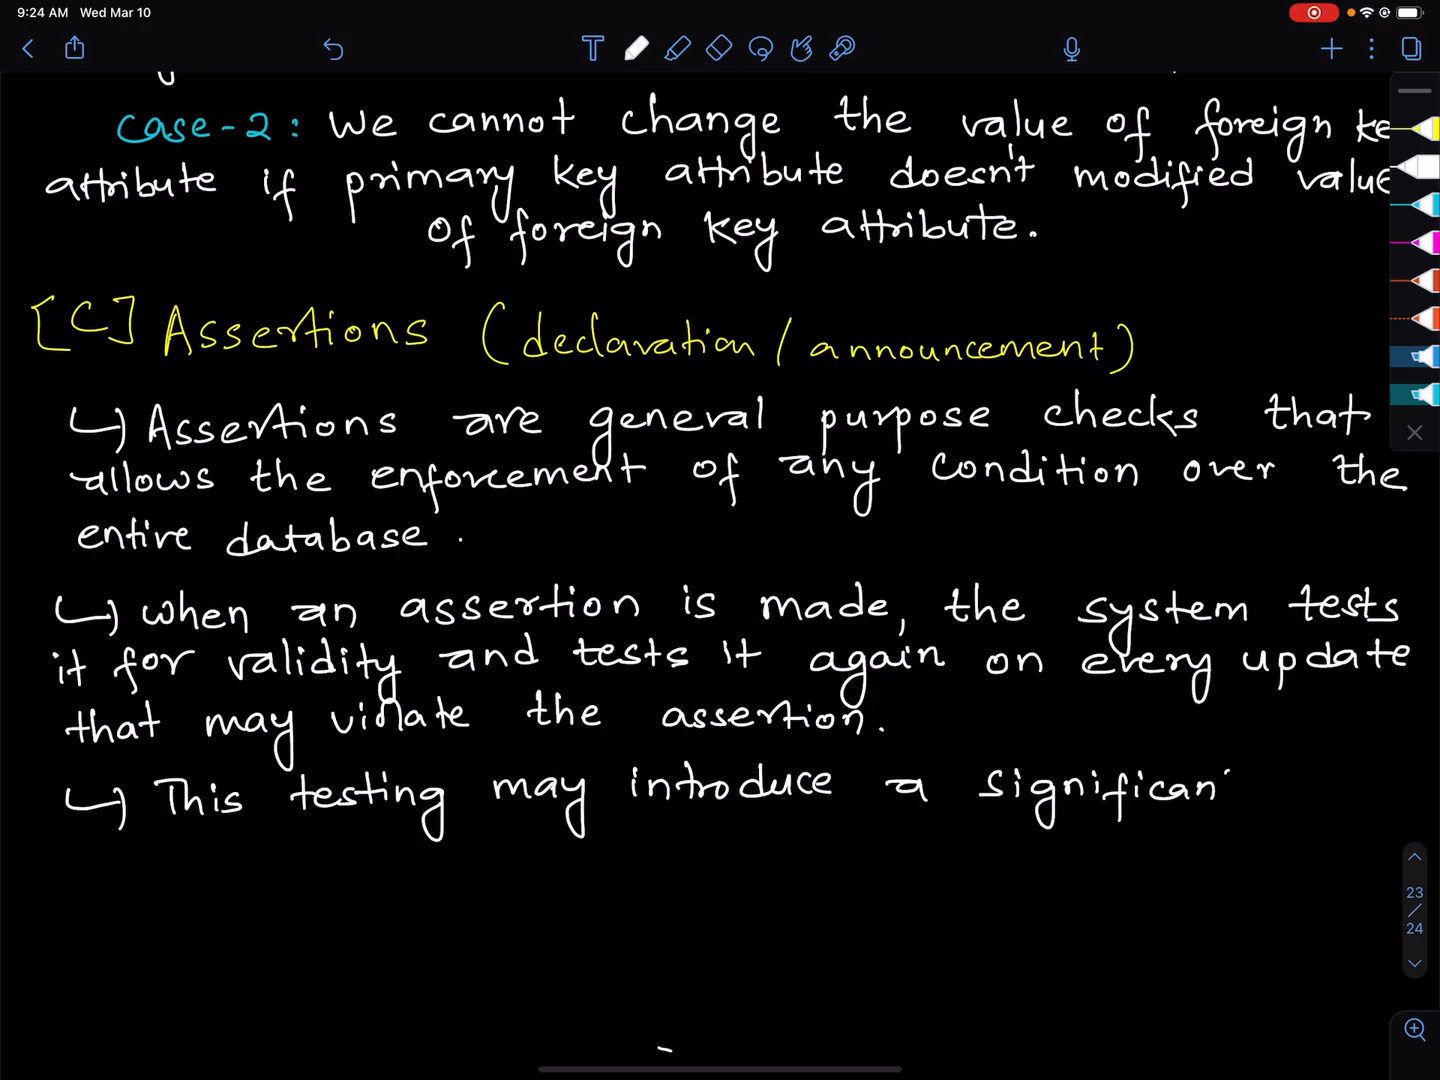 9:24 AM Wed Mar 10
case-2: We cannot change the value of foreign ke
attribute if primary key attribute doesn't modified value
of foreign key attribute.
[C] Assertions (declaration / announcement)
↪ Assertions are general purpose checks that
allows the enforcement of any condition over the
entire database.
↪ when an assertion is made, the system tests
it for validity and tests it again on every update
that may violate the assertion.
↪ This testing may introduce a significan
23
/
24